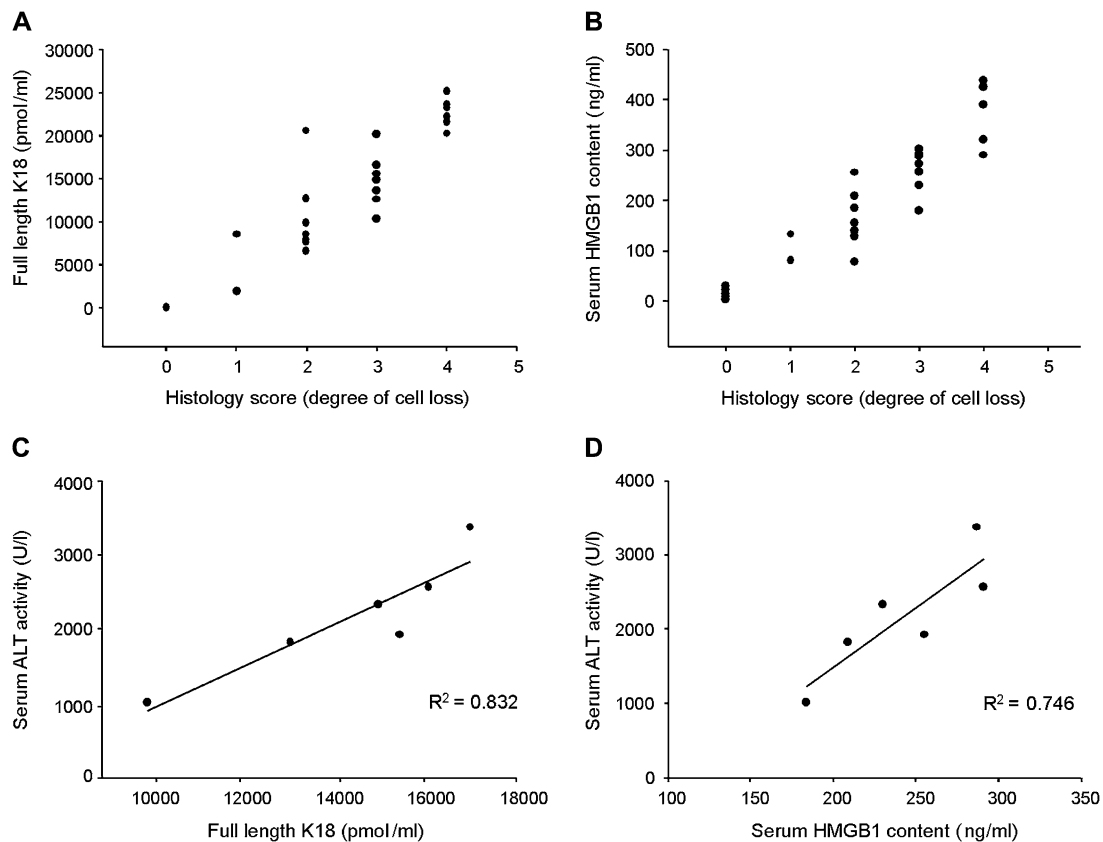 A
30000
25000
20000
15000
10000
5000
0
Full length K18 (pmol/ml)
0 1 2 3 4 5
Histology score (degree of cell loss)
B
500
400
300
200
100
0
Serum HMGB1 content (ng/ml)
0 1 2 3 4 5
Histology score (degree of cell loss)
C
4000
3000
2000
1000
0
Serum ALT activity (U/l)
R² = 0.832
10000 12000 14000 16000 18000
Full length K18 (pmol/ml)
D
4000
3000
2000
1000
0
Serum ALT activity (U/l)
R² = 0.746
100 150 200 250 300 350
Serum HMGB1 content (ng/ml)